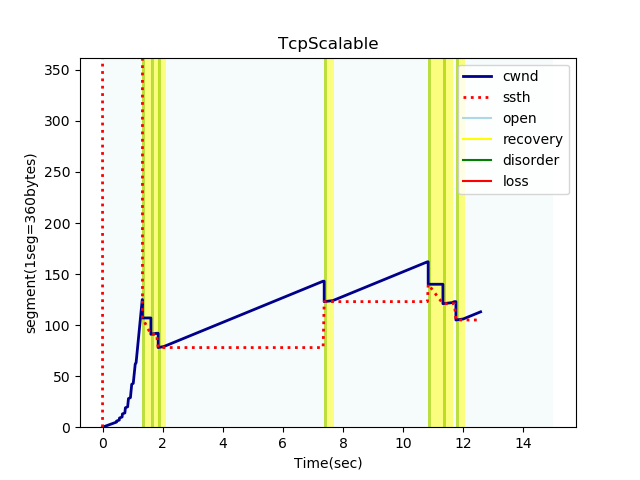 TcpScalable
segment(1seg=360bytes)
350
300
250
200
150
100
50
0
cwnd
ssth
open
recovery
disorder
loss
0 2 4 6 8 10 12 14
Time(sec)